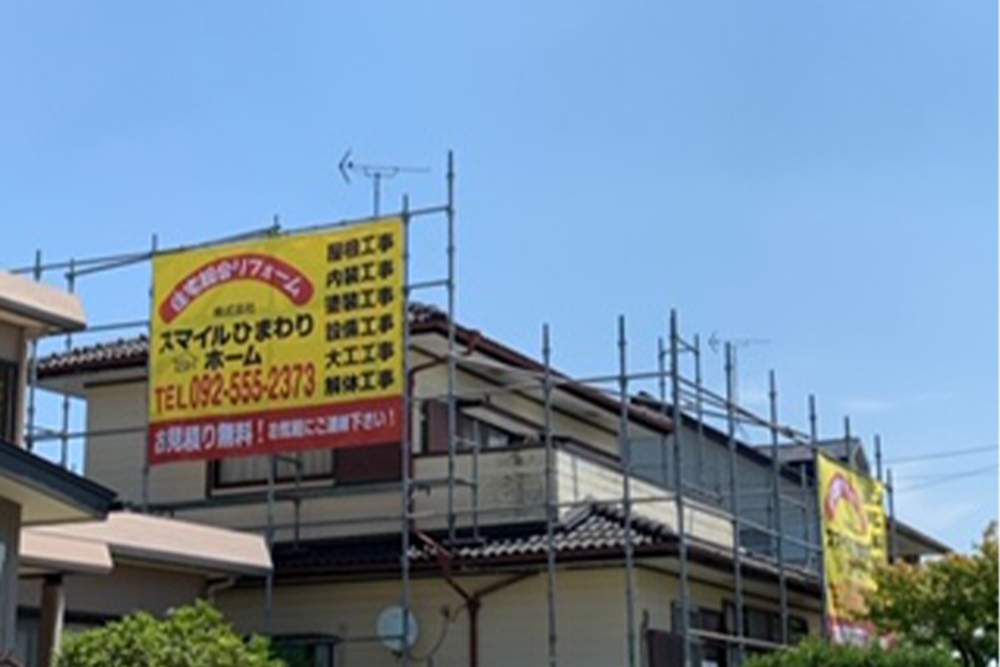 住宅総合リフォーム
株式会社
スマイルひまわり
ホーム
TEL 092-555-2373
屋根工事
内装工事
塗装工事
設備工事
大工工事
解体工事
お見積り無料！お気軽にご連絡下さい！